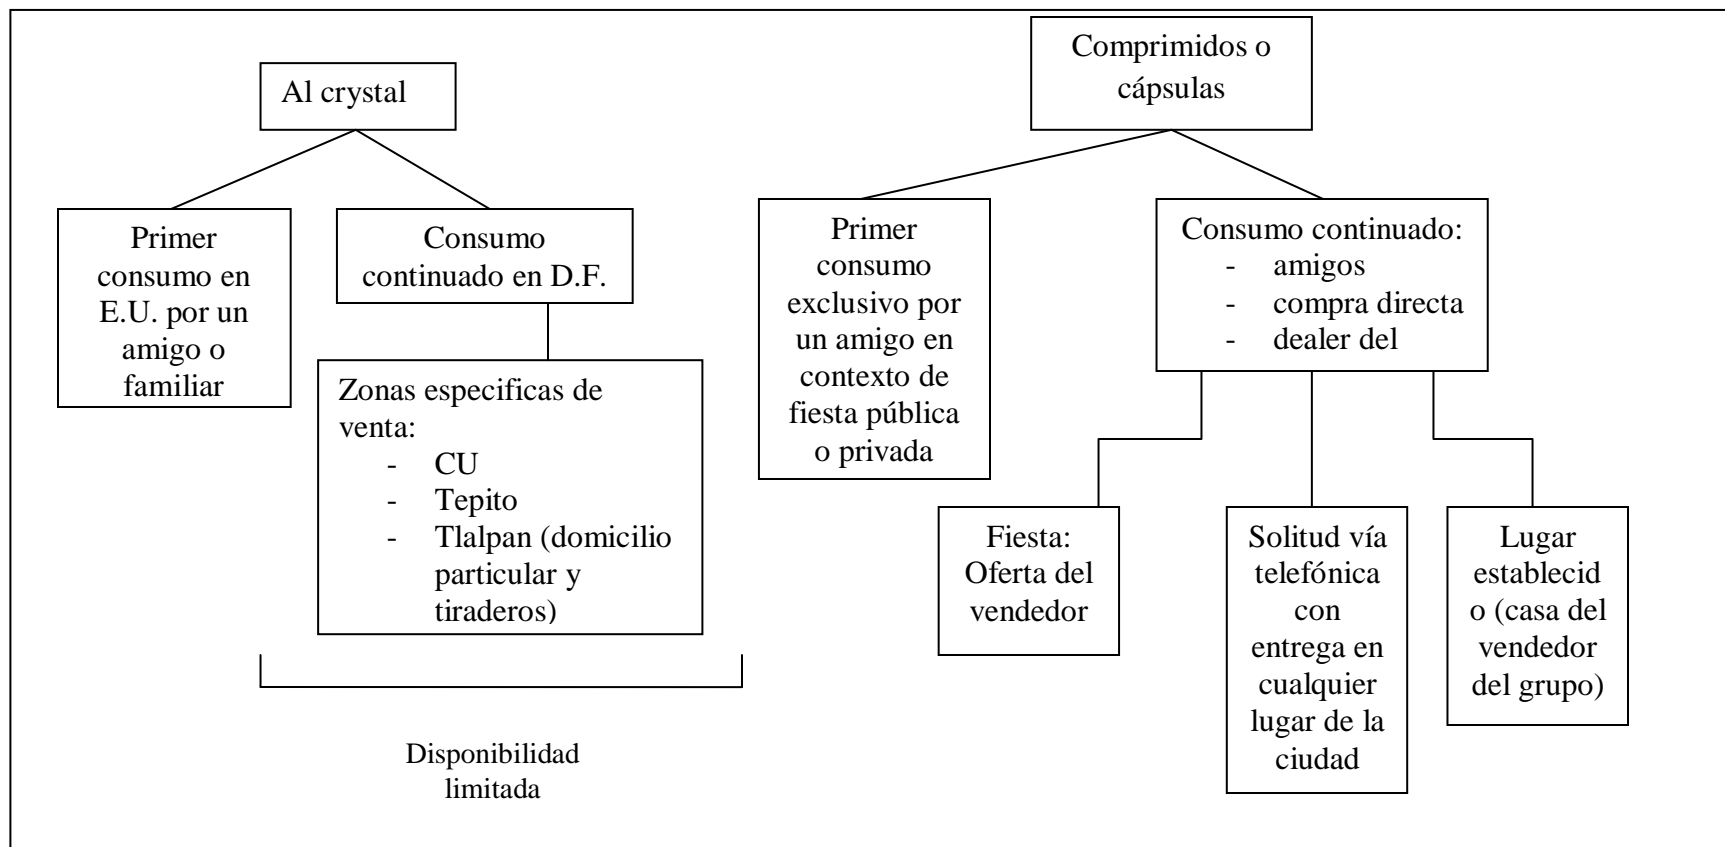 Al crystal
Primer
consumo en
E.U. por un
amigo o
familiar
Consumo
continuado en D.F.
Zonas especificas de
venta:
- CU
- Tepito
- Tlalpan (domicilio
particular y
tiraderos)
Disponibilidad
limitada
Comprimidos o
cápsulas
Primer
consumo
exclusivo por
un amigo en
contexto de
fiesta pública
o privada
Consumo continuado:
- amigos
- compra directa
- dealer del
Fiesta:
Oferta del
vendedor
Solitud vía
telefónica
con
entrega en
cualquier
lugar de la
ciudad
Lugar
establecid
o (casa del
vendedor
del grupo)